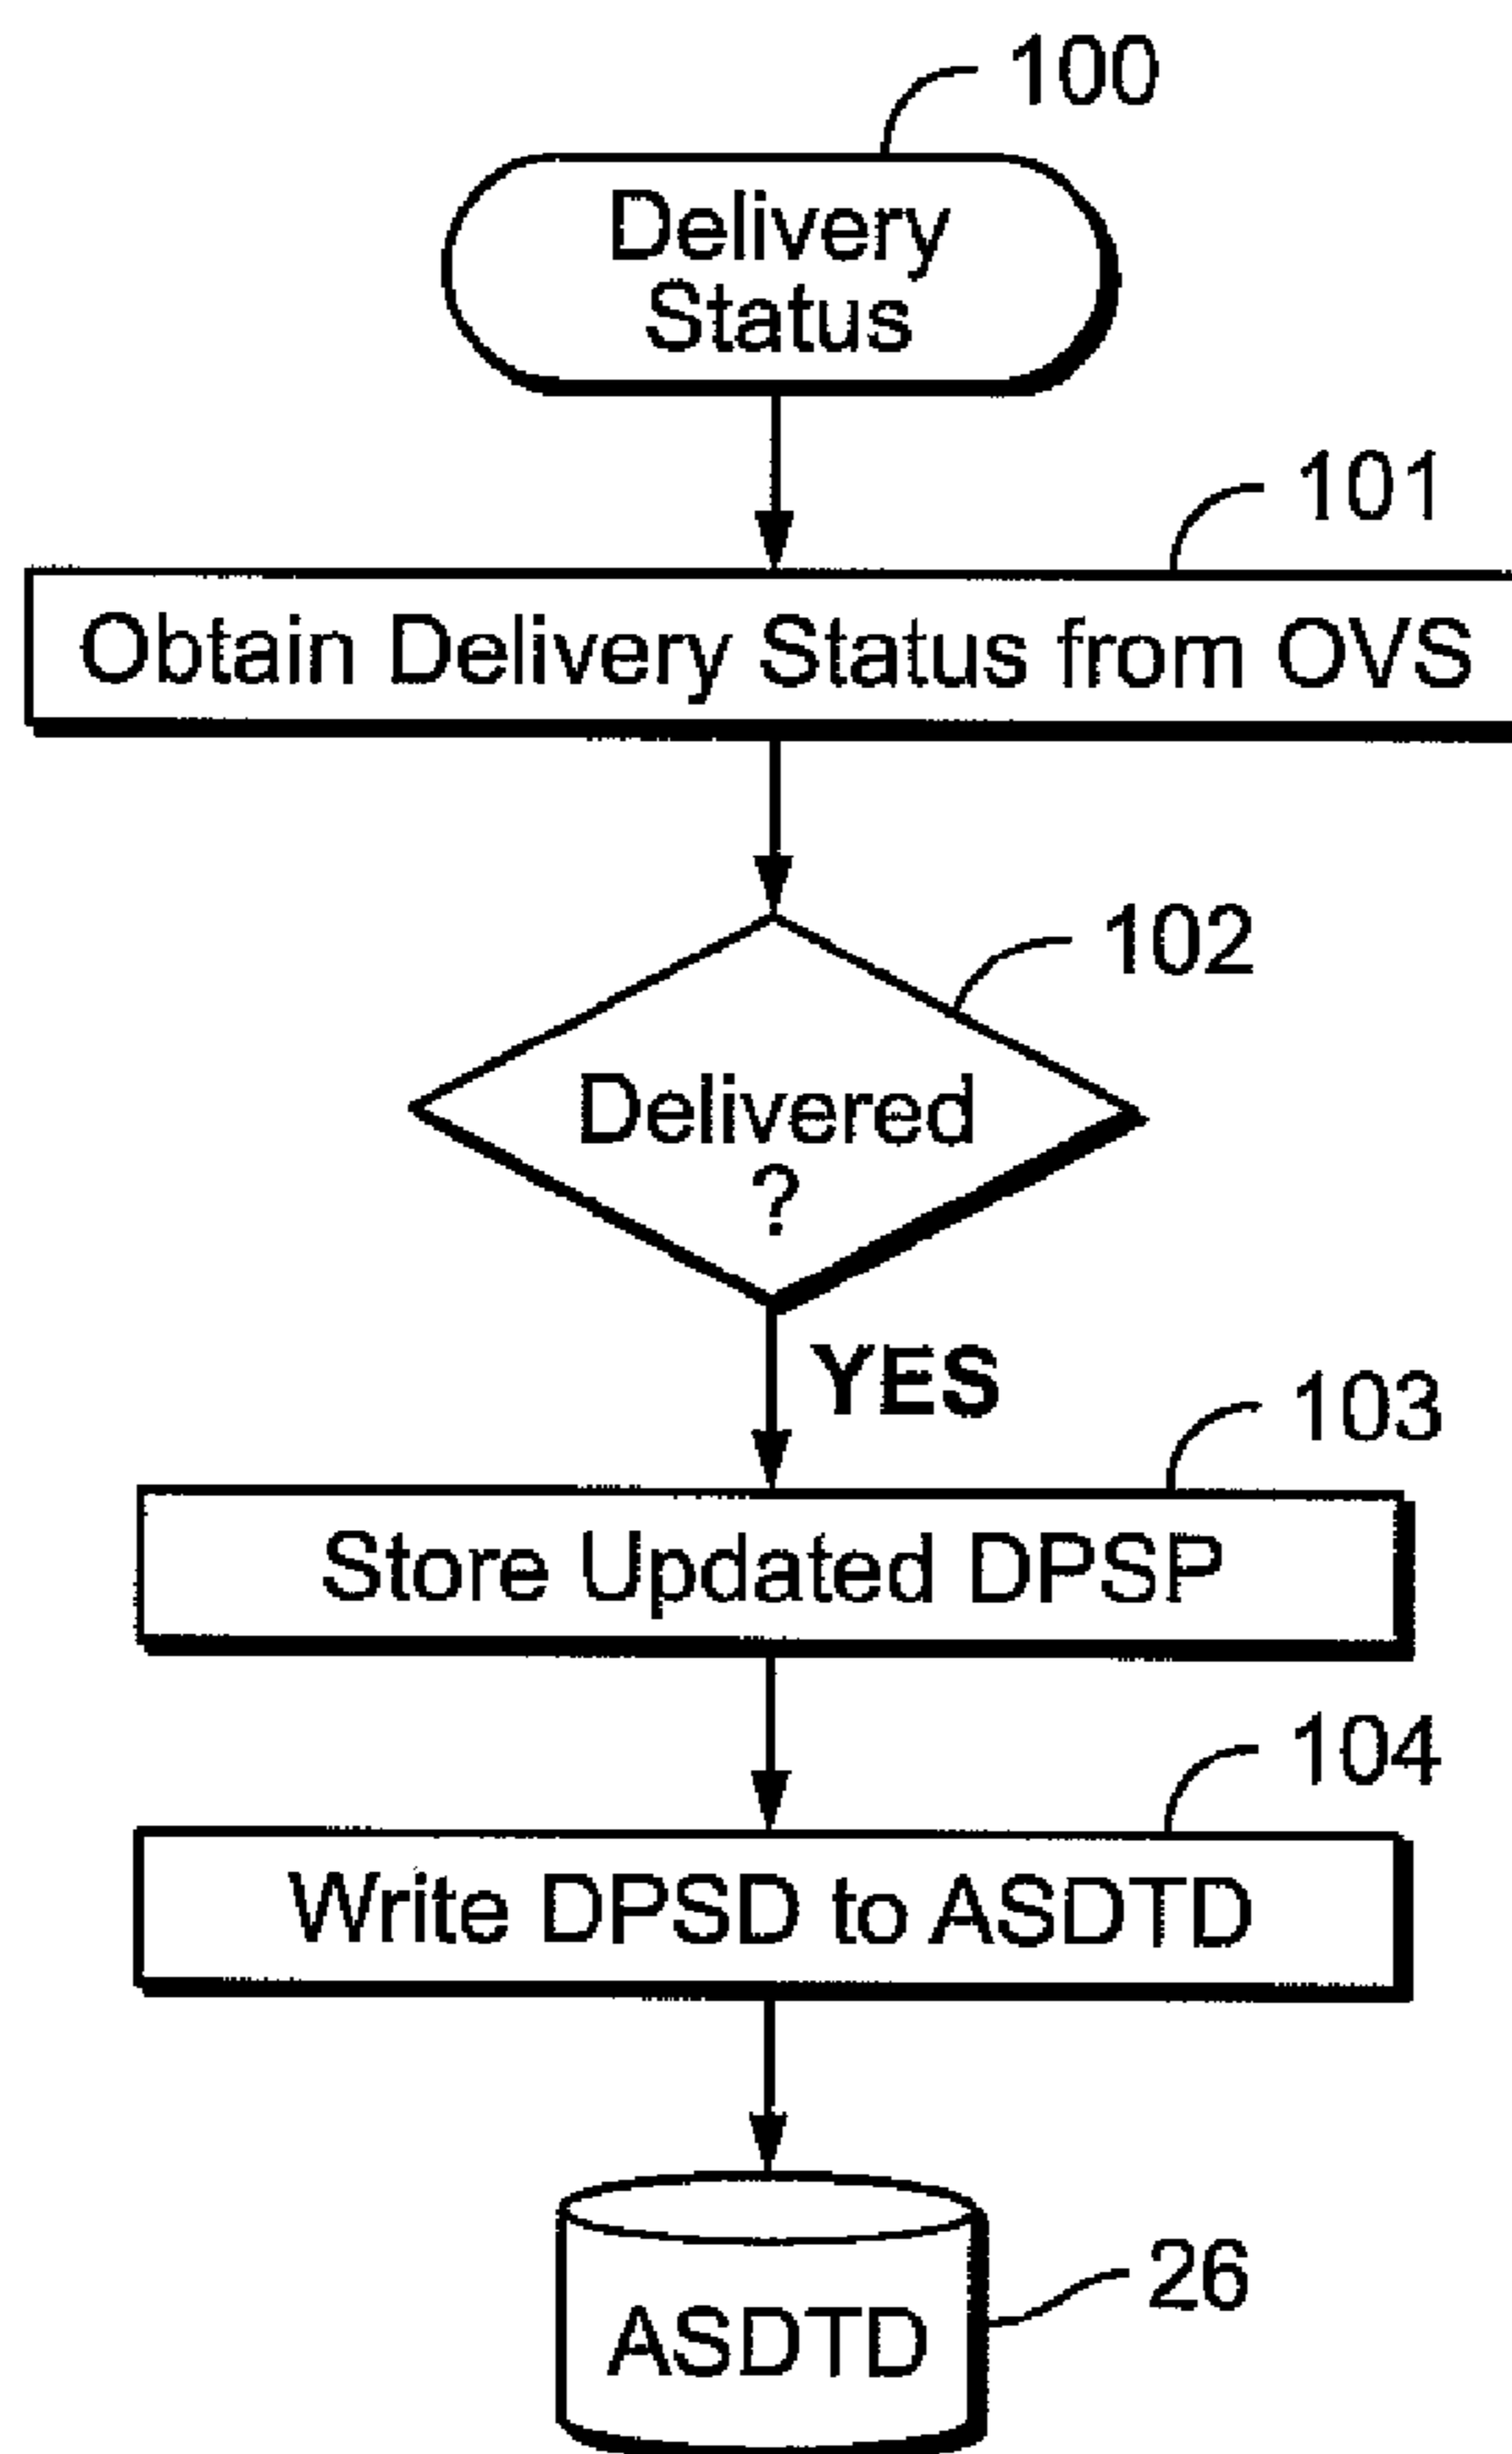 100
Delivery
Status
101
Obtain Delivery Status from OVS
102
Delivered
?
YES
103
Store Updated DPSP
104
Write DPSD to ASDTD
26
ASDTD